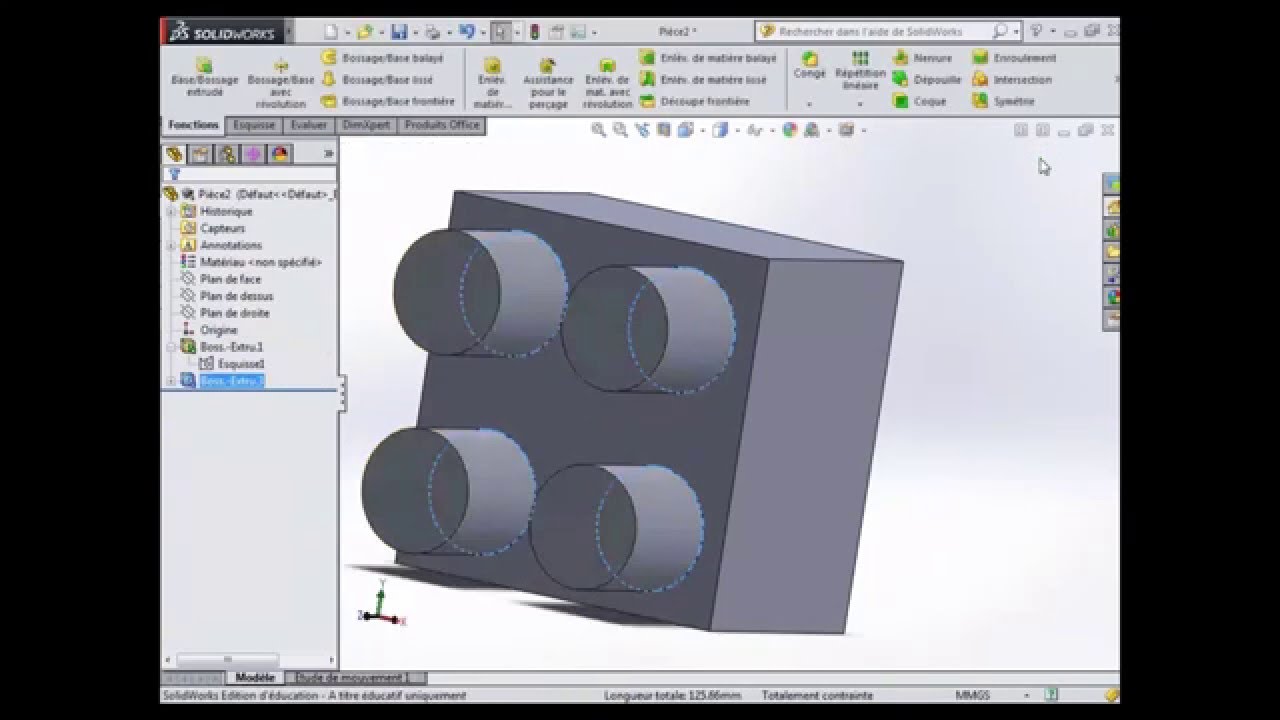 SOLIDWORKS
Pièce2 *
Rechercher dans l'aide de SolidWorks
Base/Bossage extrudé
Bossage/Base avec révolution
Bossage/Base balayé
Bossage/Base lissé
Bossage/Base frontière
Enlèv. de matièr...
Assistance pour le perçage
Enlèv. de mat. avec révolution
Enlèv. de matière balayé
Enlèv. de matière lissé
Découpe frontière
Congé
Répétition linéaire
Nervure
Dépouille
Coque
Enroulement
Intersection
Symétrie
Fonctions
Esquisse
Evaluer
DimXpert
Produits Office
Pièce2 (Défaut<<Défaut>_
Historique
Capteurs
Annotations
Matériau <non spécifié>
Plan de face
Plan de dessus
Plan de droite
Origine
Boss.-Extru.1
Esquisse1
Y
Z
X
Modèle
Etude de mouvement 1
SolidWorks Edition d'éducation - A titre éducatif uniquement
Longueur totale: 125.66mm
Totalement contrainte
MMGS